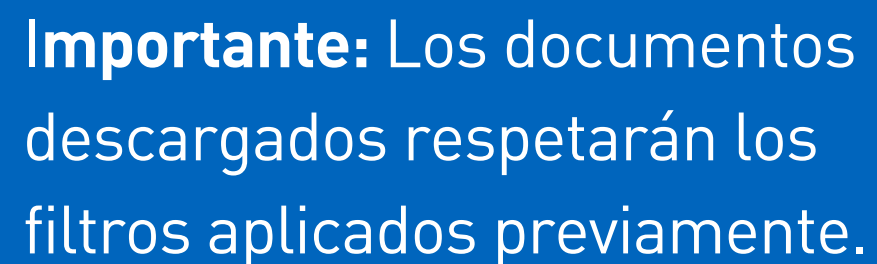 Importante: Los documentos
descargados respetarán los
filtros aplicados previamente.